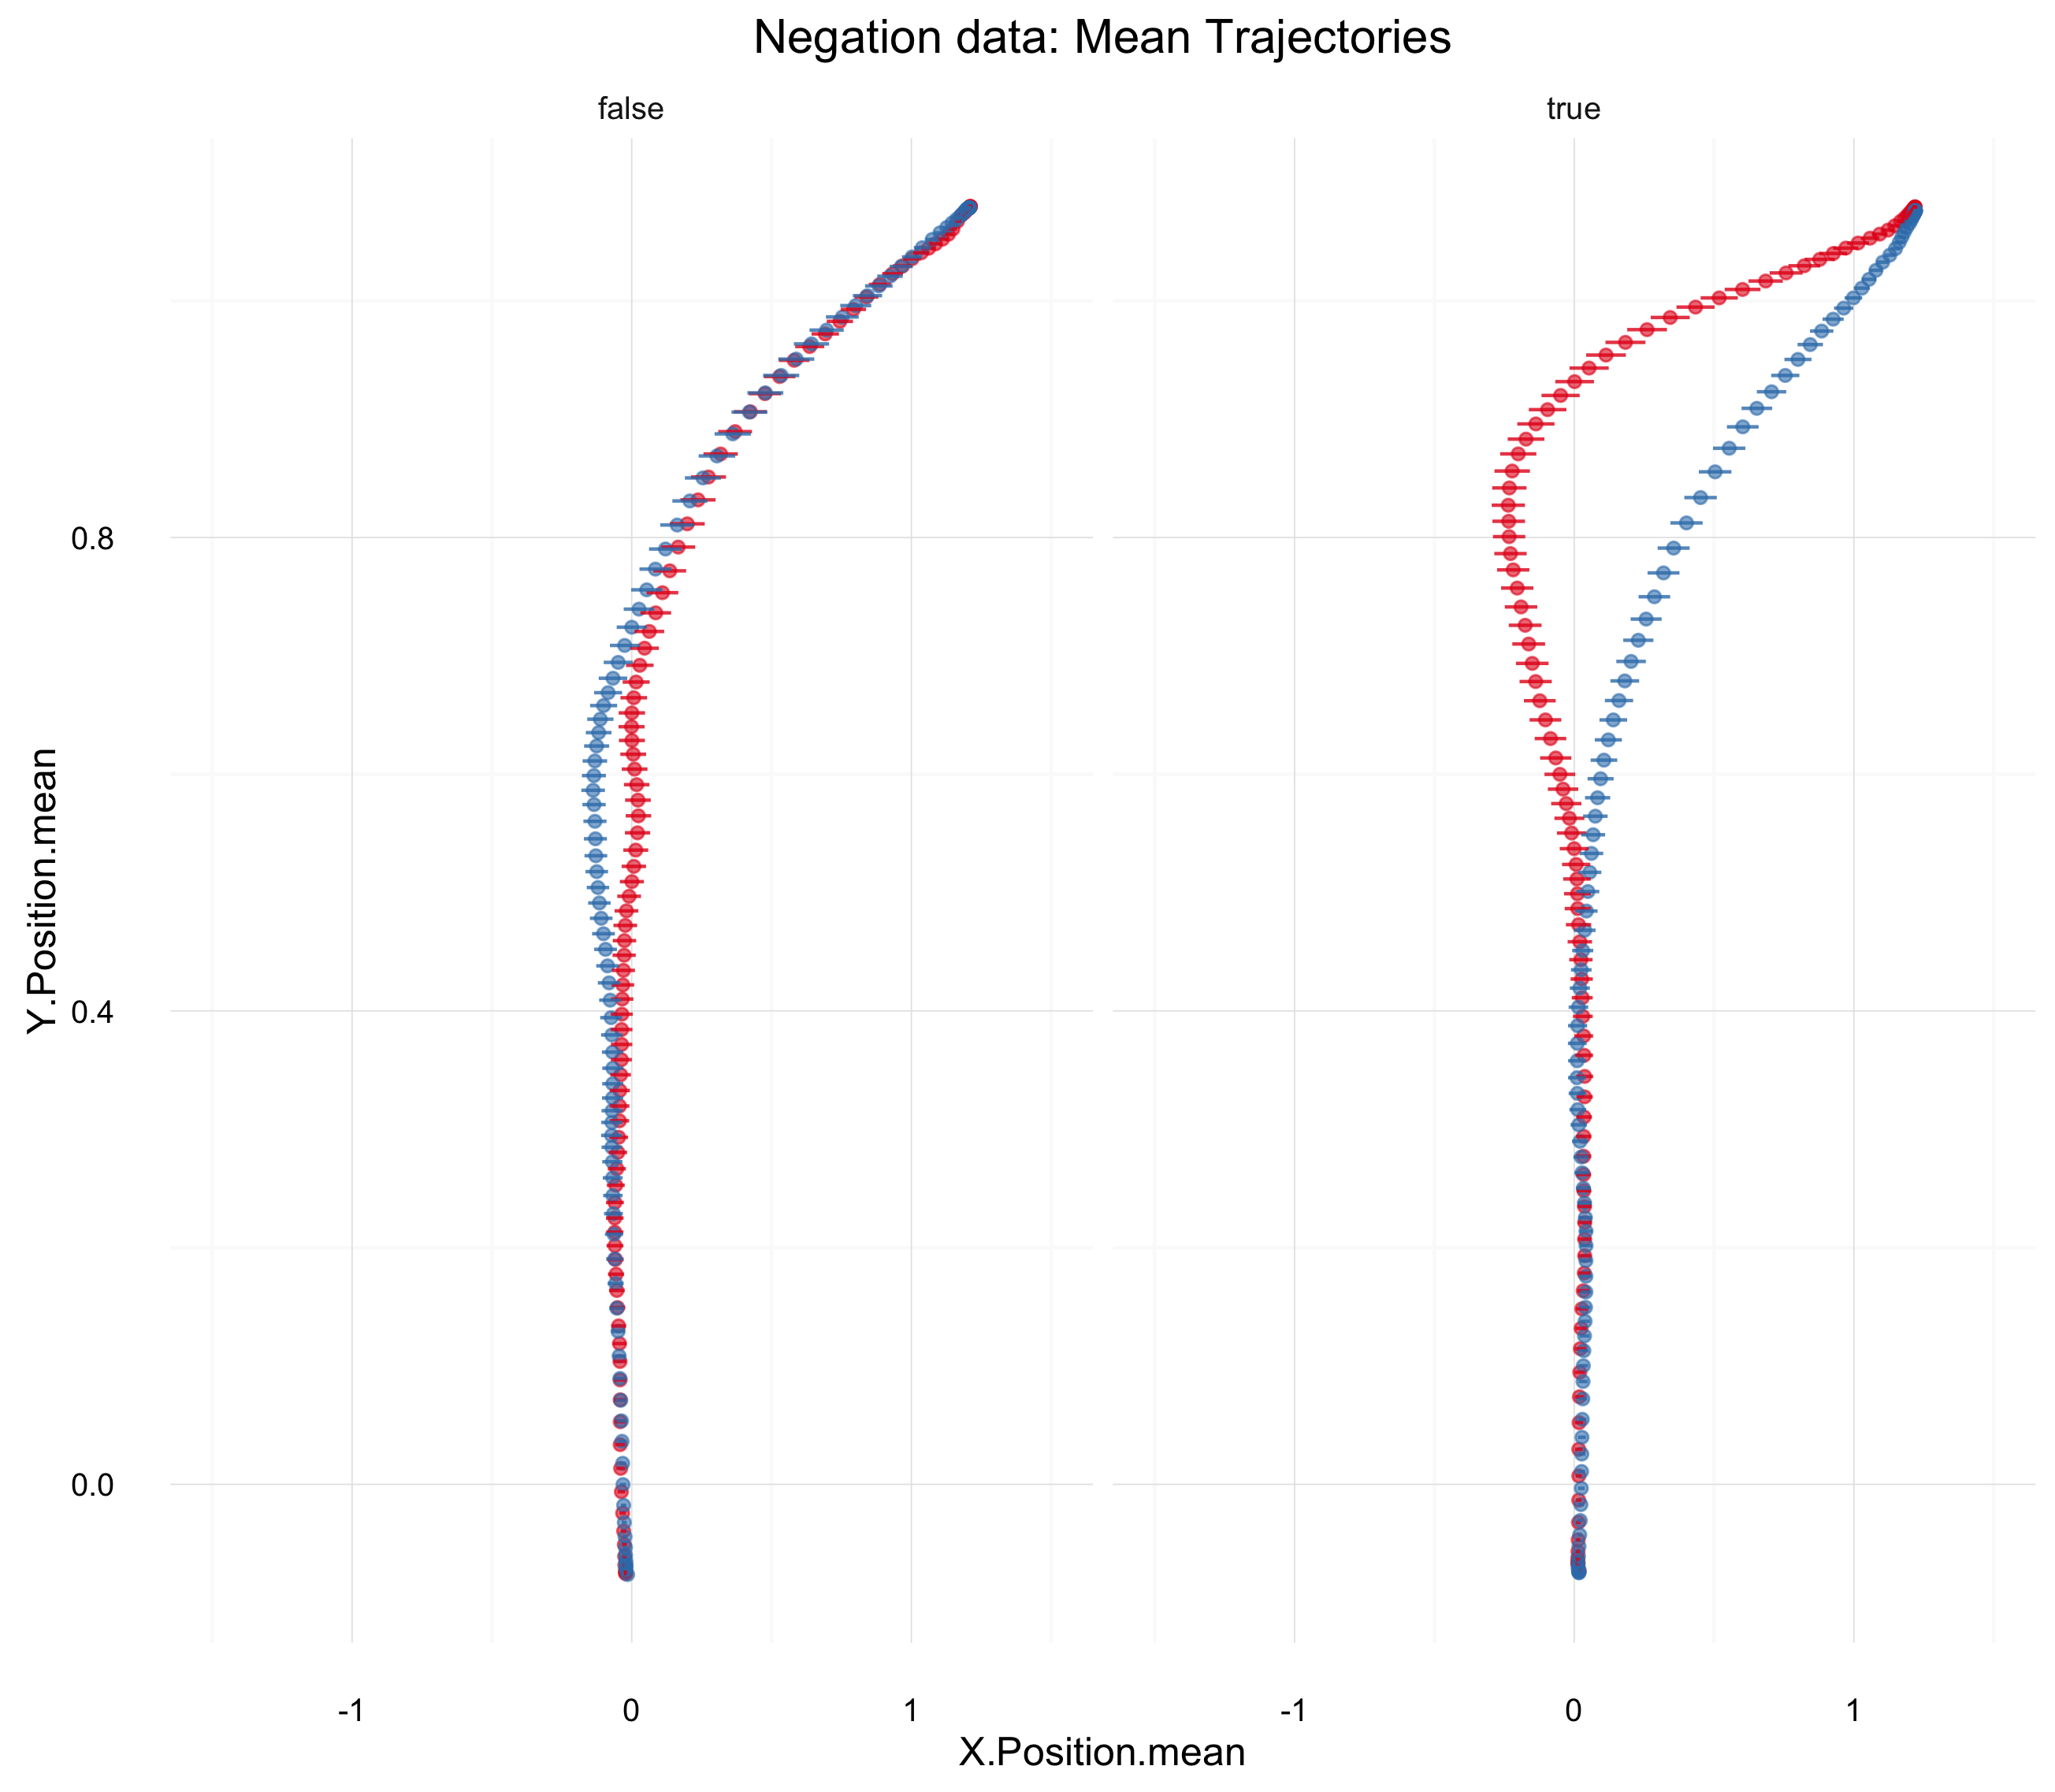 Negation data: Mean Trajectories
false true
Y.Position.mean
0.8
0.4
0.0
-1 0 1 -1 0 1
X.Position.mean